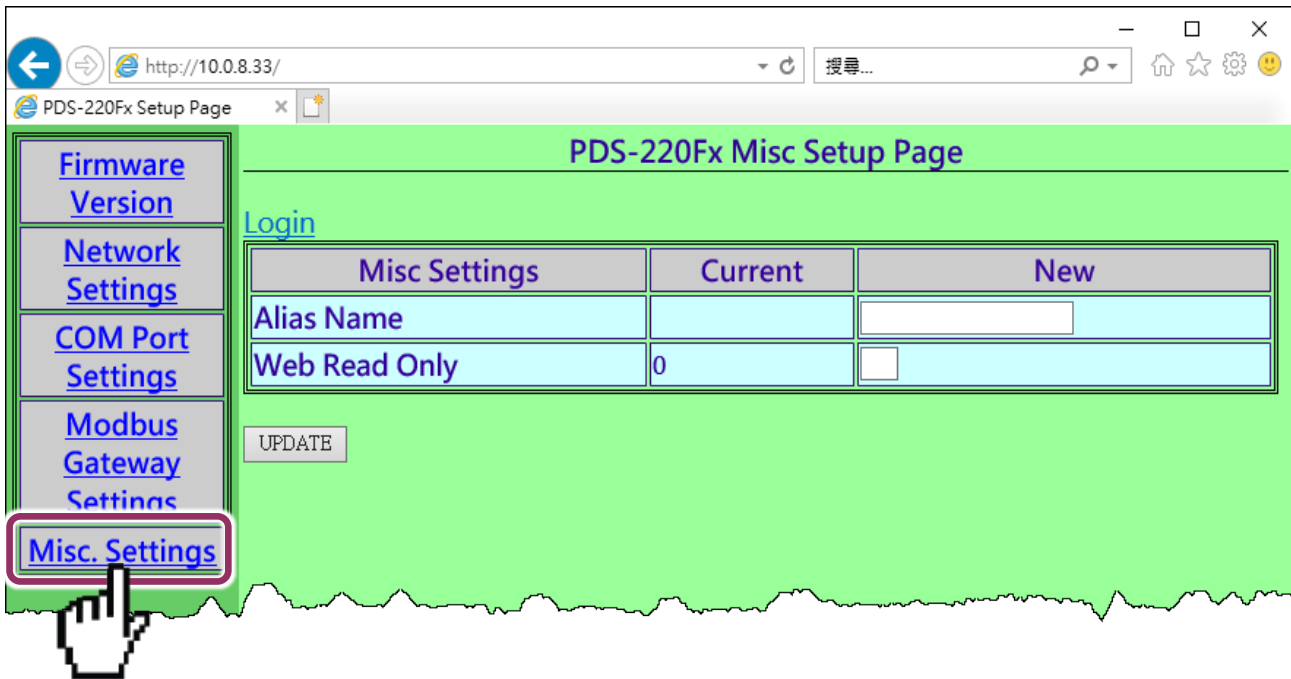 http://10.0.8.33/
搜尋...
PDS-220Fx Setup Page
Firmware
Version
Network
Settings
COM Port
Settings
Modbus
Gateway
Settings
Misc. Settings
PDS-220Fx Misc Setup Page
Login
Misc Settings Current New
Alias Name
Web Read Only 0
UPDATE